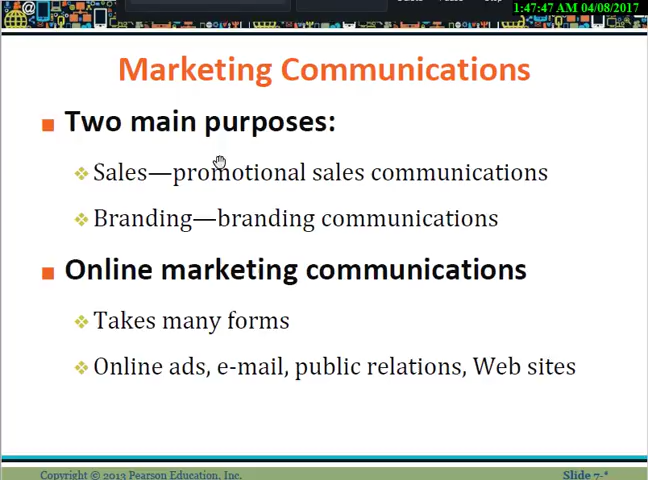 1:47:47 AM 04/08/2017
Marketing Communications
Two main purposes:
Sales—promotional sales communications
Branding—branding communications
Online marketing communications
Takes many forms
Online ads, e-mail, public relations, Web sites
Copyright © 2013 Pearson Education, Inc.
Slide 7-*